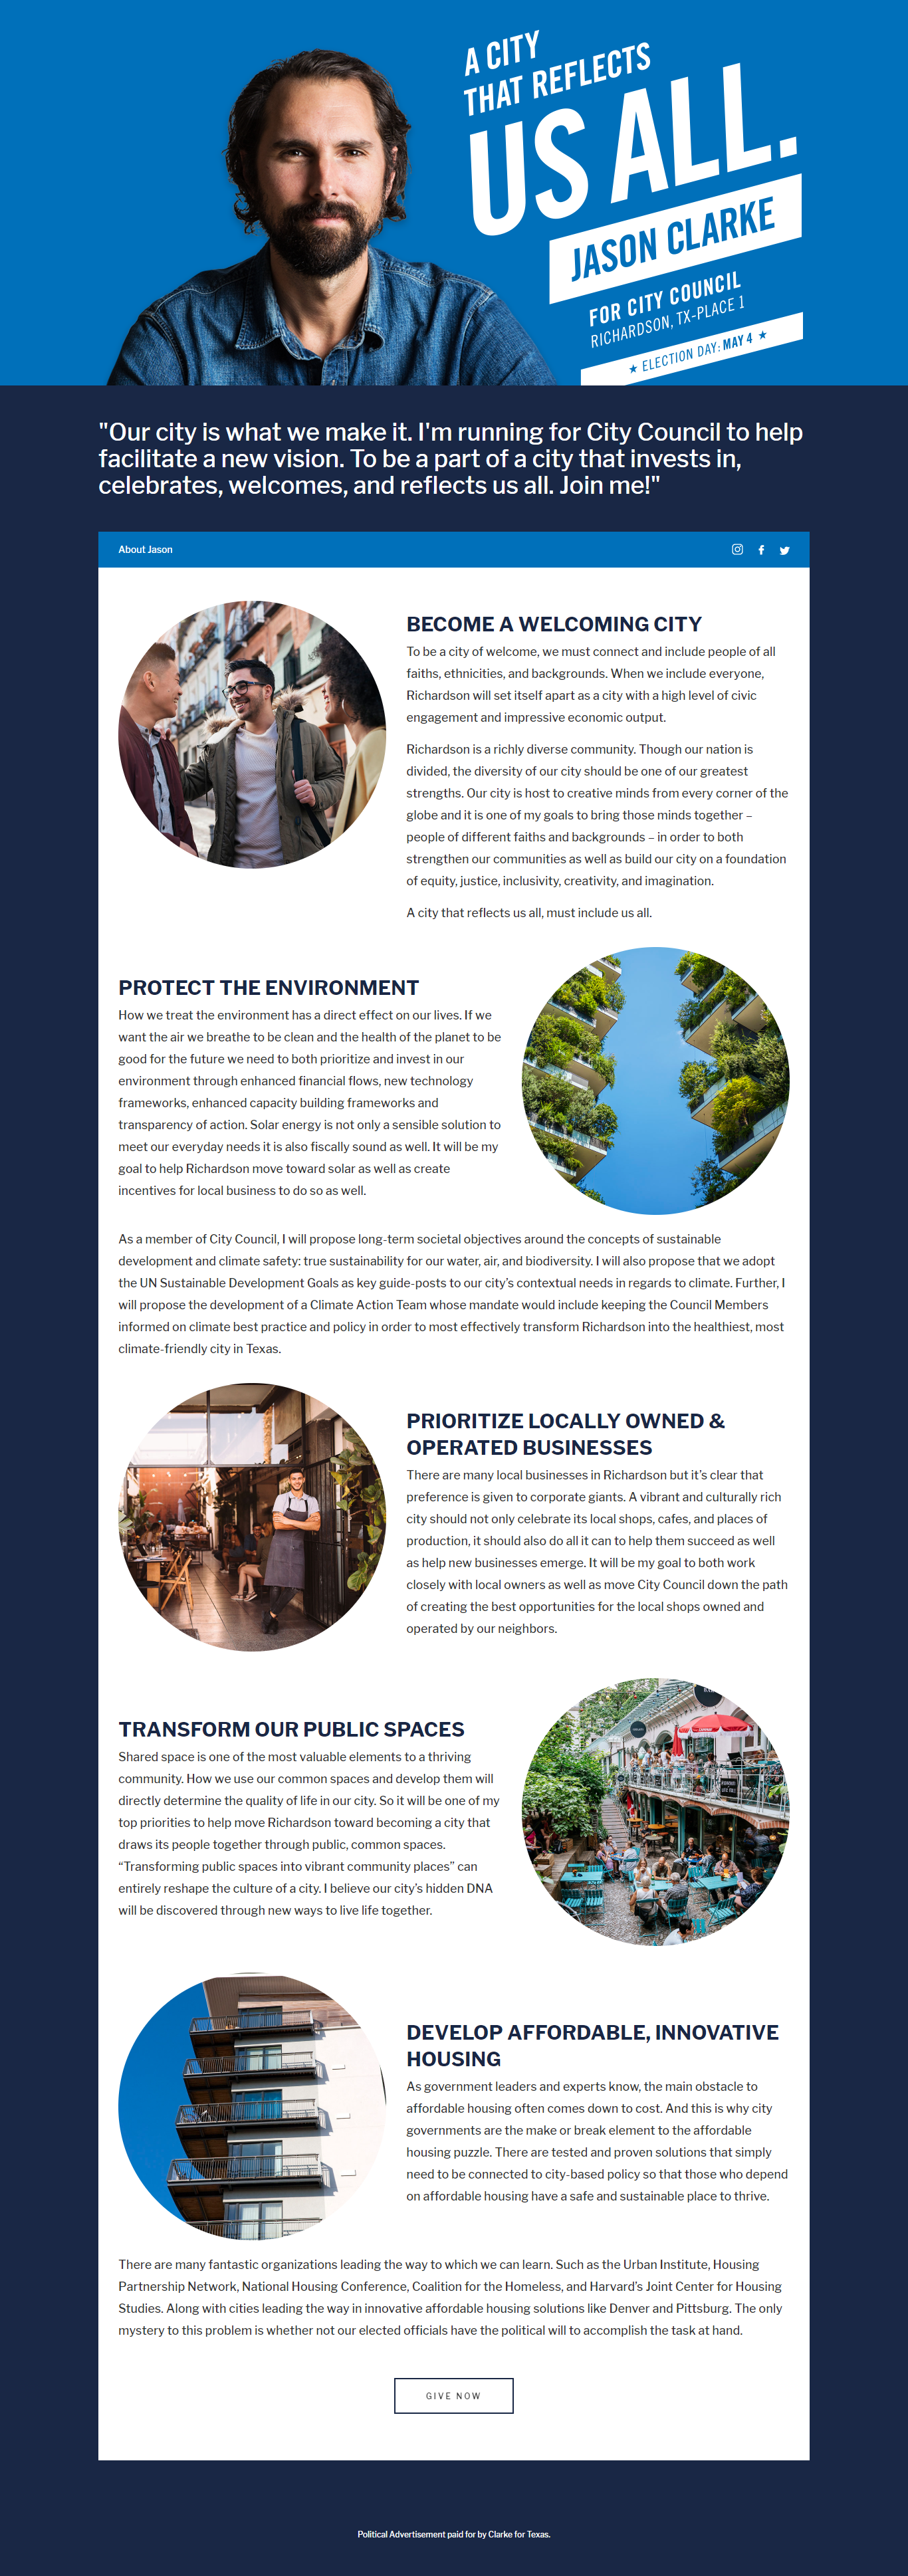 A CITY
THAT REFLECTS
US ALL.
JASON CLARKE
FOR CITY COUNCIL
RICHARDSON, TX–PLACE 1
★ ELECTION DAY: MAY 4 ★
"Our city is what we make it. I'm running for City Council to help
facilitate a new vision. To be a part of a city that invests in,
celebrates, welcomes, and reflects us all. Join me!"
About Jason
BECOME A WELCOMING CITY
To be a city of welcome, we must connect and include people of all
faiths, ethnicities, and backgrounds. When we include everyone,
Richardson will set itself apart as a city with a high level of civic
engagement and impressive economic output.
Richardson is a richly diverse community. Though our nation is
divided, the diversity of our city should be one of our greatest
strengths. Our city is host to creative minds from every corner of the
globe and it is one of my goals to bring those minds together –
people of different faiths and backgrounds – in order to both
strengthen our communities as well as build our city on a foundation
of equity, justice, inclusivity, creativity, and imagination.
A city that reflects us all, must include us all.
PROTECT THE ENVIRONMENT
How we treat the environment has a direct effect on our lives. If we
want the air we breathe to be clean and the health of the planet to be
good for the future we need to both prioritize and invest in our
environment through enhanced financial flows, new technology
frameworks, enhanced capacity building frameworks and
transparency of action. Solar energy is not only a sensible solution to
meet our everyday needs it is also fiscally sound as well. It will be my
goal to help Richardson move toward solar as well as create
incentives for local business to do so as well.
As a member of City Council, I will propose long-term societal objectives around the concepts of sustainable
development and climate safety: true sustainability for our water, air, and biodiversity. I will also propose that we adopt
the UN Sustainable Development Goals as key guide-posts to our city’s contextual needs in regards to climate. Further, I
will propose the development of a Climate Action Team whose mandate would include keeping the Council Members
informed on climate best practice and policy in order to most effectively transform Richardson into the healthiest, most
climate-friendly city in Texas.
PRIORITIZE LOCALLY OWNED &
OPERATED BUSINESSES
There are many local businesses in Richardson but it’s clear that
preference is given to corporate giants. A vibrant and culturally rich
city should not only celebrate its local shops, cafes, and places of
production, it should also do all it can to help them succeed as well
as help new businesses emerge. It will be my goal to both work
closely with local owners as well as move City Council down the path
of creating the best opportunities for the local shops owned and
operated by our neighbors.
TRANSFORM OUR PUBLIC SPACES
Shared space is one of the most valuable elements to a thriving
community. How we use our common spaces and develop them will
directly determine the quality of life in our city. So it will be one of my
top priorities to help move Richardson toward becoming a city that
draws its people together through public, common spaces.
“Transforming public spaces into vibrant community places” can
entirely reshape the culture of a city. I believe our city’s hidden DNA
will be discovered through new ways to live life together.
DEVELOP AFFORDABLE, INNOVATIVE
HOUSING
As government leaders and experts know, the main obstacle to
affordable housing often comes down to cost. And this is why city
governments are the make or break element to the affordable
housing puzzle. There are tested and proven solutions that simply
need to be connected to city-based policy so that those who depend
on affordable housing have a safe and sustainable place to thrive.
There are many fantastic organizations leading the way to which we can learn. Such as the Urban Institute, Housing
Partnership Network, National Housing Conference, Coalition for the Homeless, and Harvard’s Joint Center for Housing
Studies. Along with cities leading the way in innovative affordable housing solutions like Denver and Pittsburg. The only
mystery to this problem is whether not our elected officials have the political will to accomplish the task at hand.
GIVE NOW
Political Advertisement paid for by Clarke for Texas.